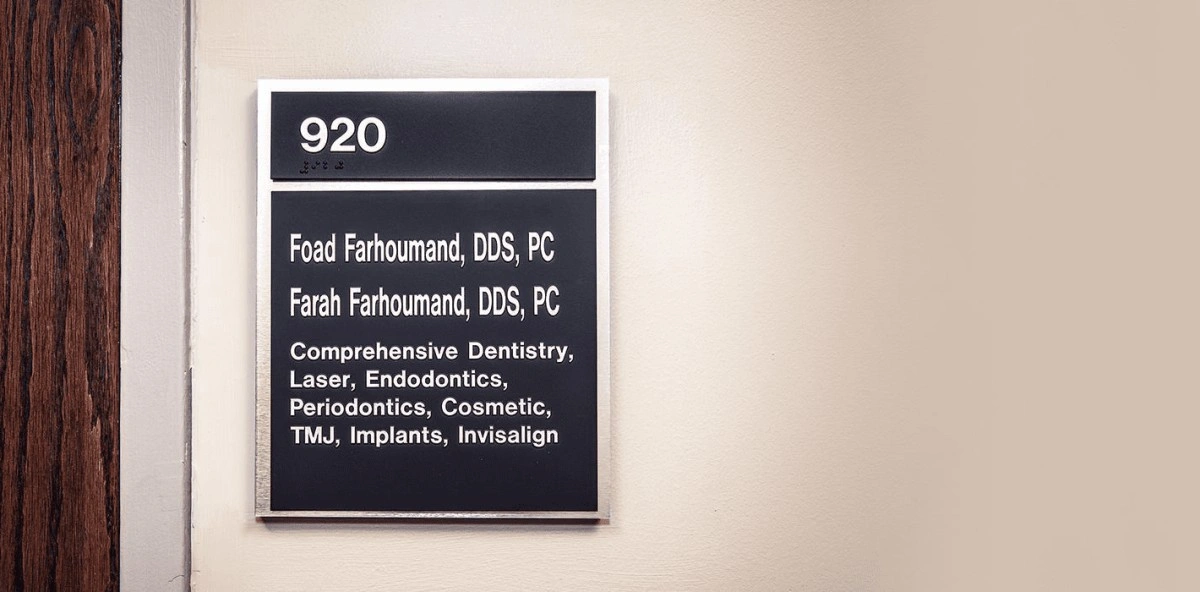 920
Foad Farhoumand, DDS, PC
Farah Farhoumand, DDS, PC
Comprehensive Dentistry,
Laser, Endodontics,
Periodontics, Cosmetic,
TMJ, Implants, Invisalign